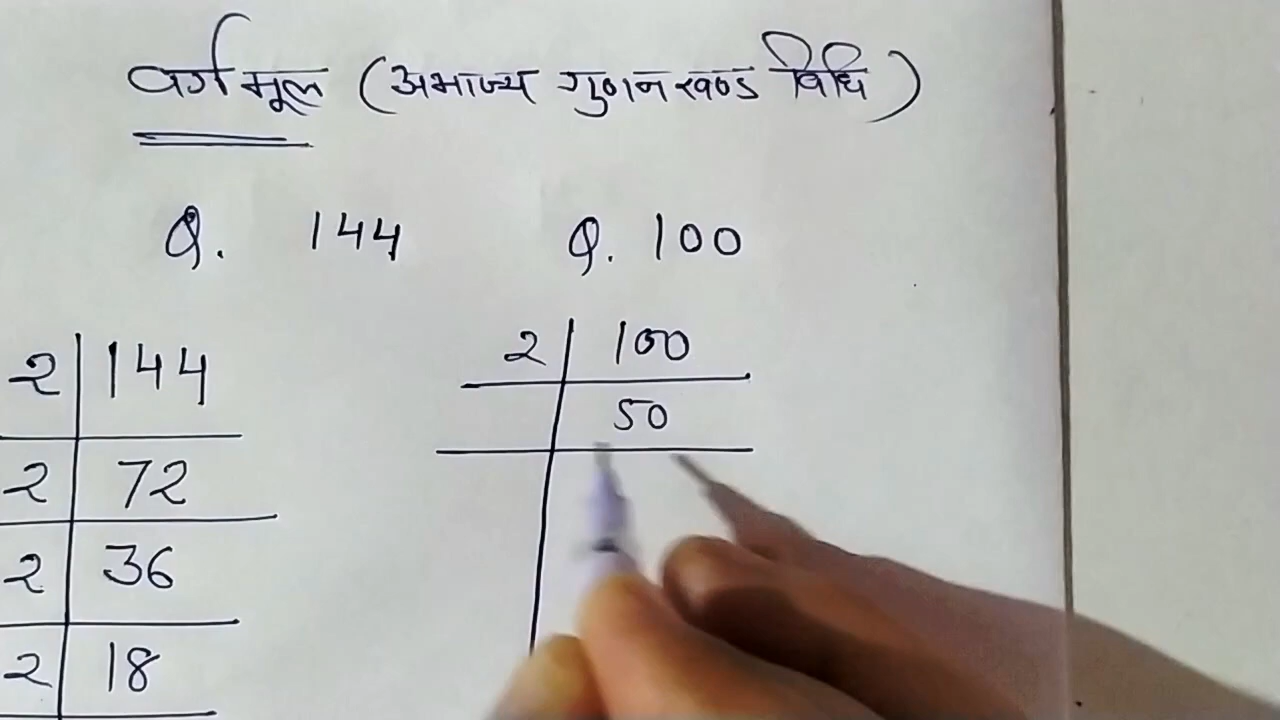 वर्गमूल (अभाज्य गुणनखण्ड विधि)
Q. 144
Q. 100
2 144
2 72
2 36
2 18
2 100
50